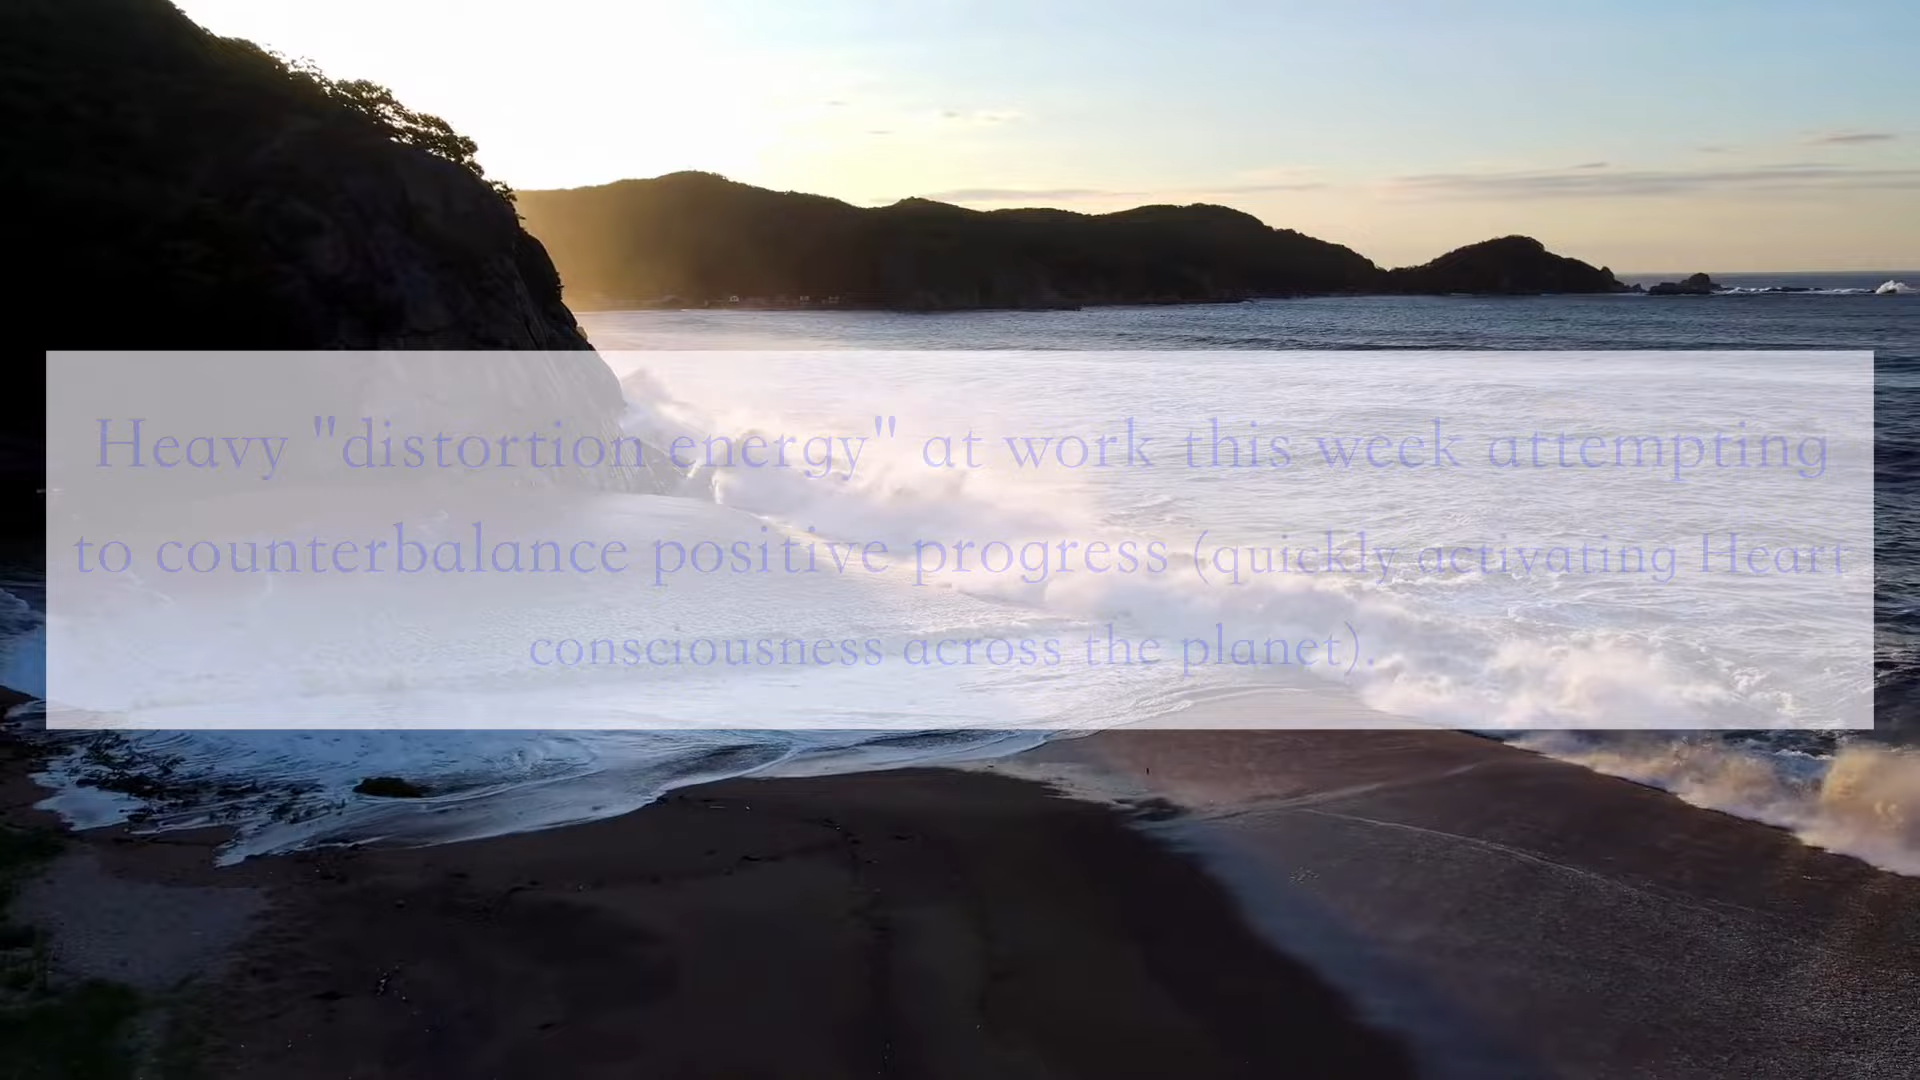 Heavy "distortion energy" at work this week attempting
to counterbalance positive progress (quickly activating Heart
consciousness across the planet).